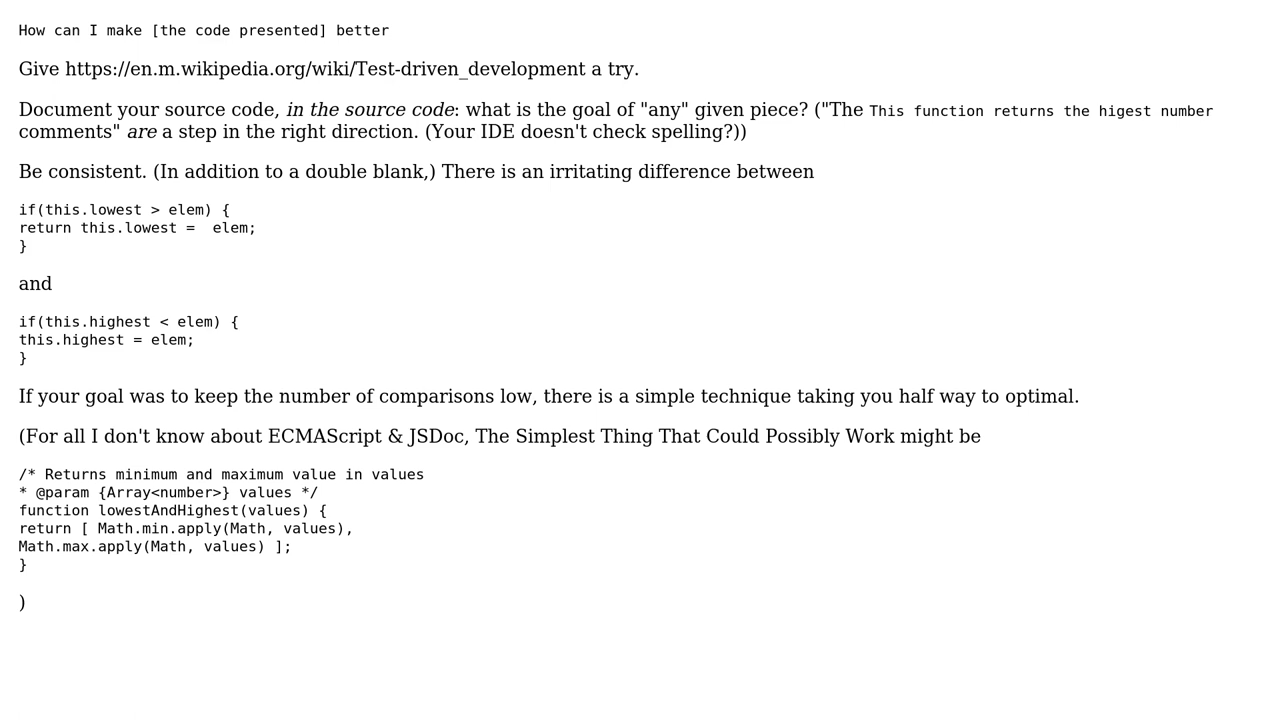 How can I make [the code presented] better
Give https://en.m.wikipedia.org/wiki/Test-driven_development a try.
Document your source code, in the source code: what is the goal of "any" given piece? ("The This function returns the higest number
comments" are a step in the right direction. (Your IDE doesn't check spelling?))
Be consistent. (In addition to a double blank,) There is an irritating difference between
if(this.lowest > elem) {
return this.lowest =  elem;
}
and
if(this.highest < elem) {
this.highest = elem;
}
If your goal was to keep the number of comparisons low, there is a simple technique taking you half way to optimal.
(For all I don't know about ECMAScript & JSDoc, The Simplest Thing That Could Possibly Work might be
/* Returns minimum and maximum value in values
* @param {Array<number>} values */
function lowestAndHighest(values) {
return [ Math.min.apply(Math, values),
Math.max.apply(Math, values) ];
}
)